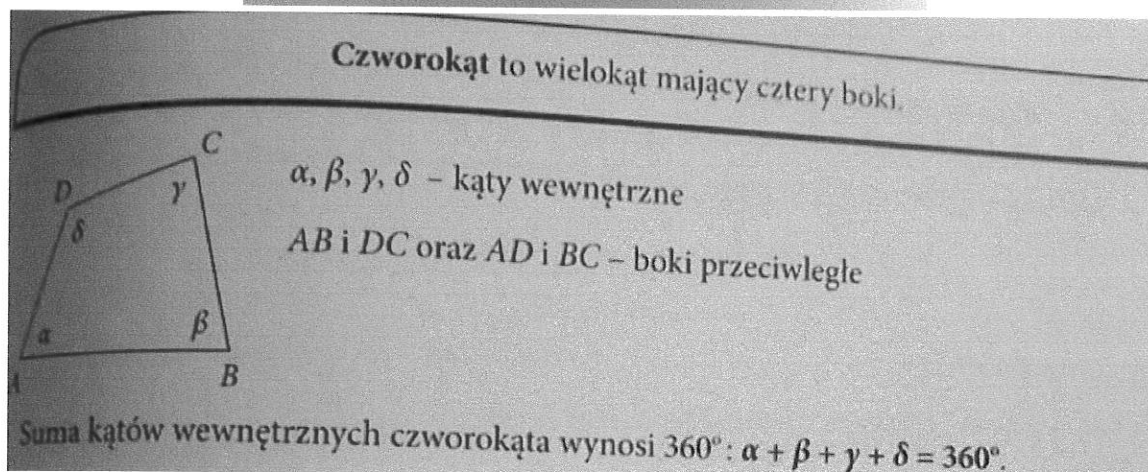 Czworokąt to wielokąt mający cztery boki.
C
D
γ
δ
α
β
A
B
α, β, γ, δ – kąty wewnętrzne
AB i DC oraz AD i BC – boki przeciwległe
Suma kątów wewnętrznych czworokąta wynosi 360°: α + β + γ + δ = 360°.